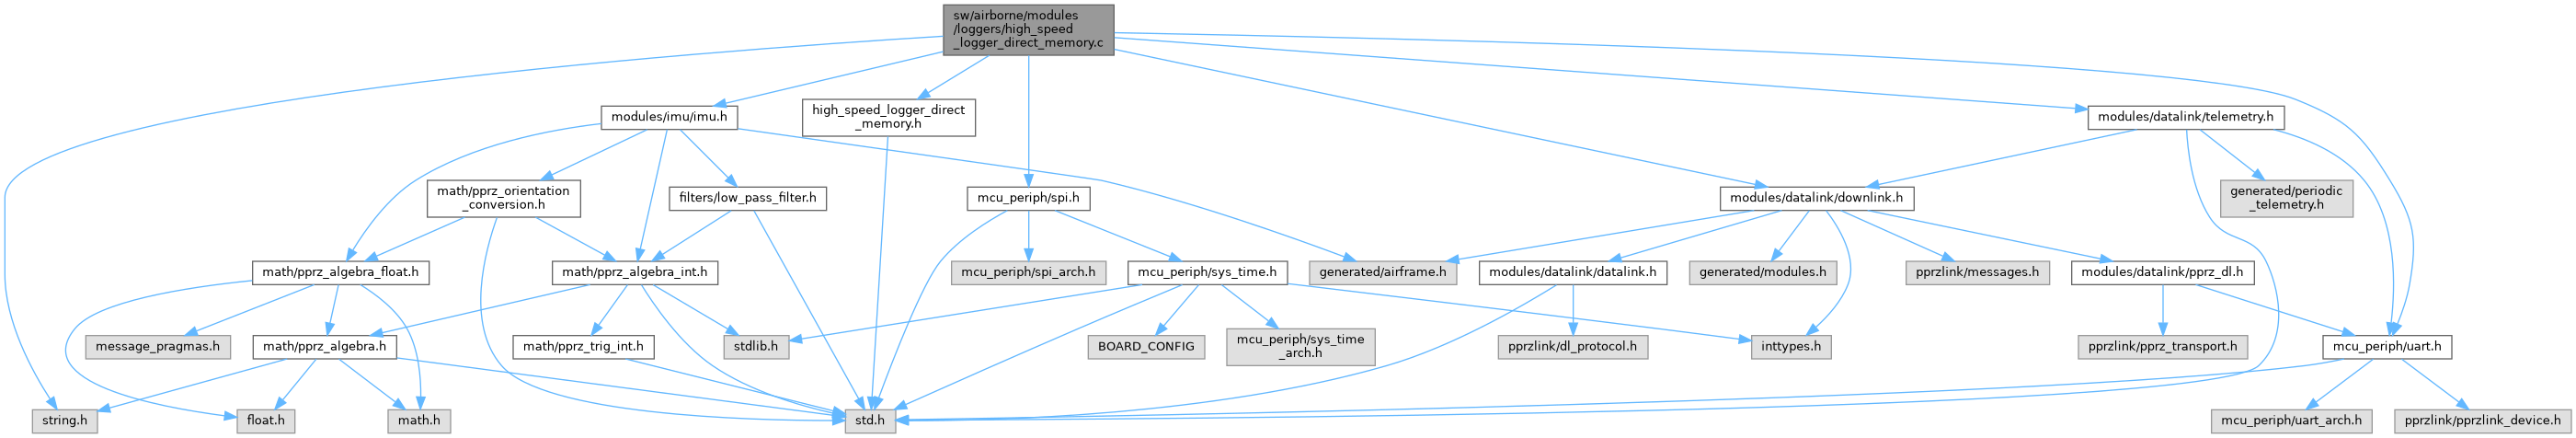 sw/airborne/modules
/loggers/high_speed
_logger_direct_memory.c
modules/imu/imu.h
high_speed_logger_direct
_memory.h
modules/datalink/telemetry.h
math/pprz_orientation
_conversion.h
filters/low_pass_filter.h
mcu_periph/spi.h
modules/datalink/downlink.h
generated/periodic
_telemetry.h
math/pprz_algebra_float.h
math/pprz_algebra_int.h
mcu_periph/spi_arch.h
mcu_periph/sys_time.h
generated/airframe.h
modules/datalink/datalink.h
generated/modules.h
pprzlink/messages.h
modules/datalink/pprz_dl.h
message_pragmas.h
math/pprz_algebra.h
math/pprz_trig_int.h
stdlib.h
BOARD_CONFIG
mcu_periph/sys_time
_arch.h
pprzlink/dl_protocol.h
inttypes.h
pprzlink/pprz_transport.h
mcu_periph/uart.h
string.h
float.h
math.h
std.h
mcu_periph/uart_arch.h
pprzlink/pprzlink_device.h